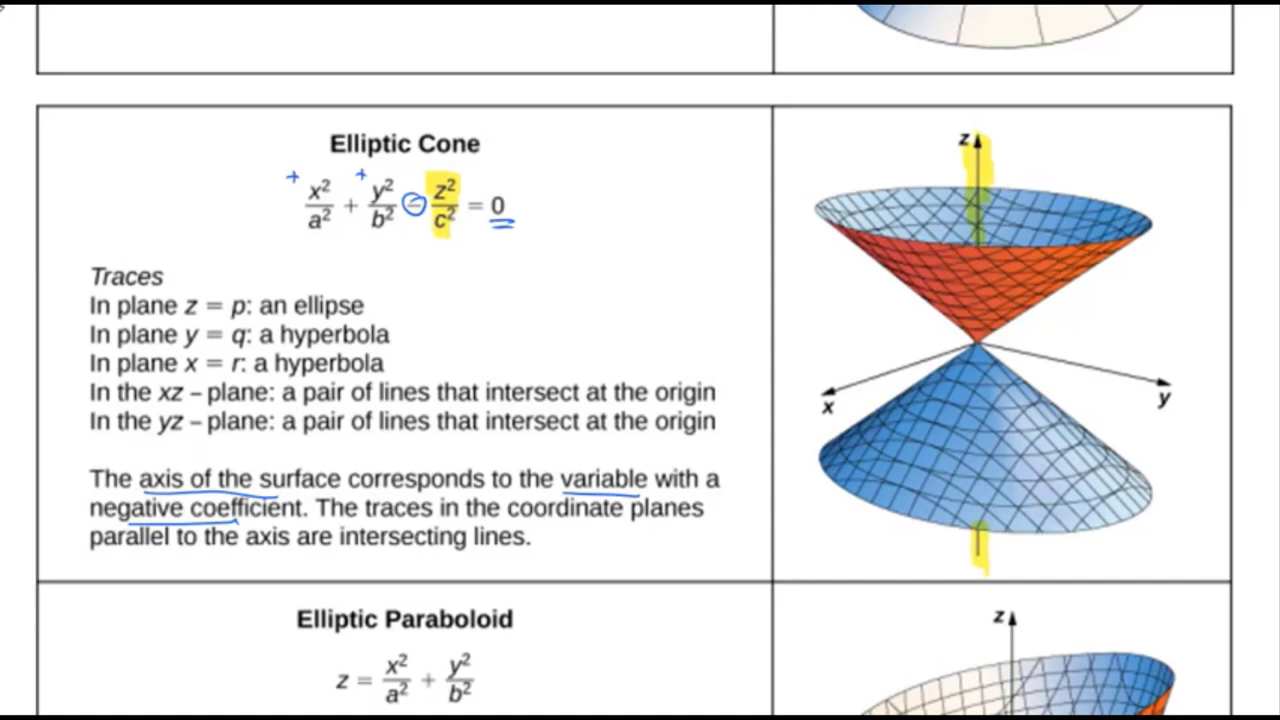 Elliptic Cone
+ +
x²/a² + y²/b² − z²/c² = 0
Traces
In plane z = p: an ellipse
In plane y = q: a hyperbola
In plane x = r: a hyperbola
In the xz – plane: a pair of lines that intersect at the origin
In the yz – plane: a pair of lines that intersect at the origin
The axis of the surface corresponds to the variable with a
negative coefficient. The traces in the coordinate planes
parallel to the axis are intersecting lines.
z
x
y
Elliptic Paraboloid
z = x²/a² + y²/b²
z